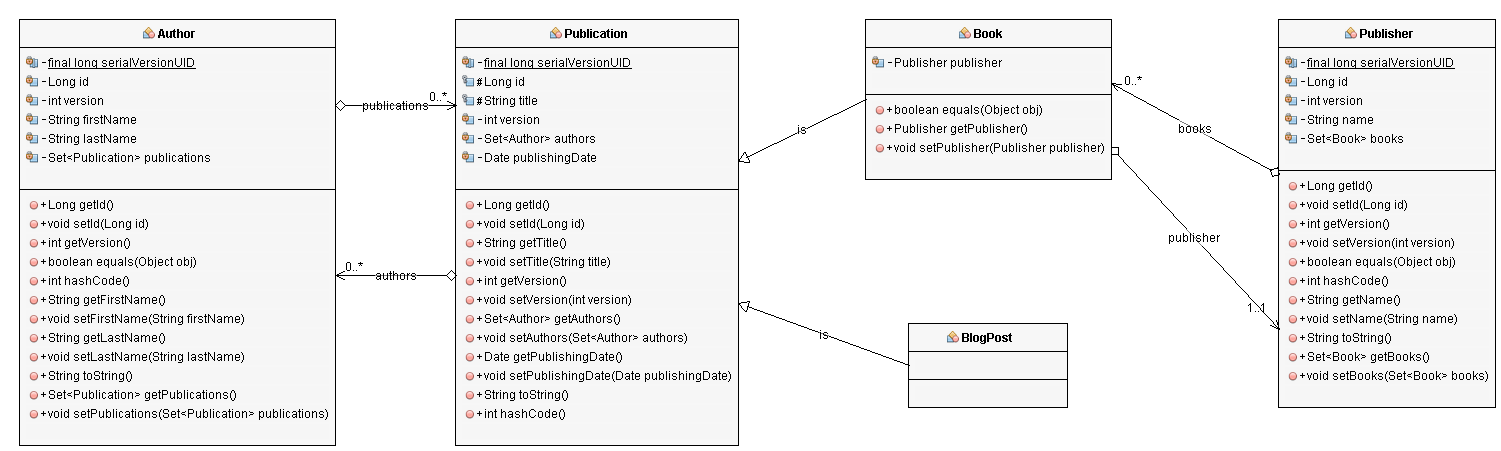 Author
-final long serialVersionUID
-Long id
-int version
-String firstName
-String lastName
-Set<Publication> publications
+Long getId()
+void setId(Long id)
+int getVersion()
+boolean equals(Object obj)
+int hashCode()
+String getFirstName()
+void setFirstName(String firstName)
+String getLastName()
+void setLastName(String lastName)
+String toString()
+Set<Publication> getPublications()
+void setPublications(Set<Publication> publications)
0..*
publications
0..*
authors
Publication
-final long serialVersionUID
#Long id
#String title
-int version
-Set<Author> authors
-Date publishingDate
+Long getId()
+void setId(Long id)
+String getTitle()
+void setTitle(String title)
+int getVersion()
+void setVersion(int version)
+Set<Author> getAuthors()
+void setAuthors(Set<Author> authors)
+Date getPublishingDate()
+void setPublishingDate(Date publishingDate)
+String toString()
+int hashCode()
is
is
Book
-Publisher publisher
+boolean equals(Object obj)
+Publisher getPublisher()
+void setPublisher(Publisher publisher)
BlogPost
0..*
books
publisher
1..1
Publisher
-final long serialVersionUID
-Long id
-int version
-String name
-Set<Book> books
+Long getId()
+void setId(Long id)
+int getVersion()
+void setVersion(int version)
+boolean equals(Object obj)
+int hashCode()
+String getName()
+void setName(String name)
+String toString()
+Set<Book> getBooks()
+void setBooks(Set<Book> books)